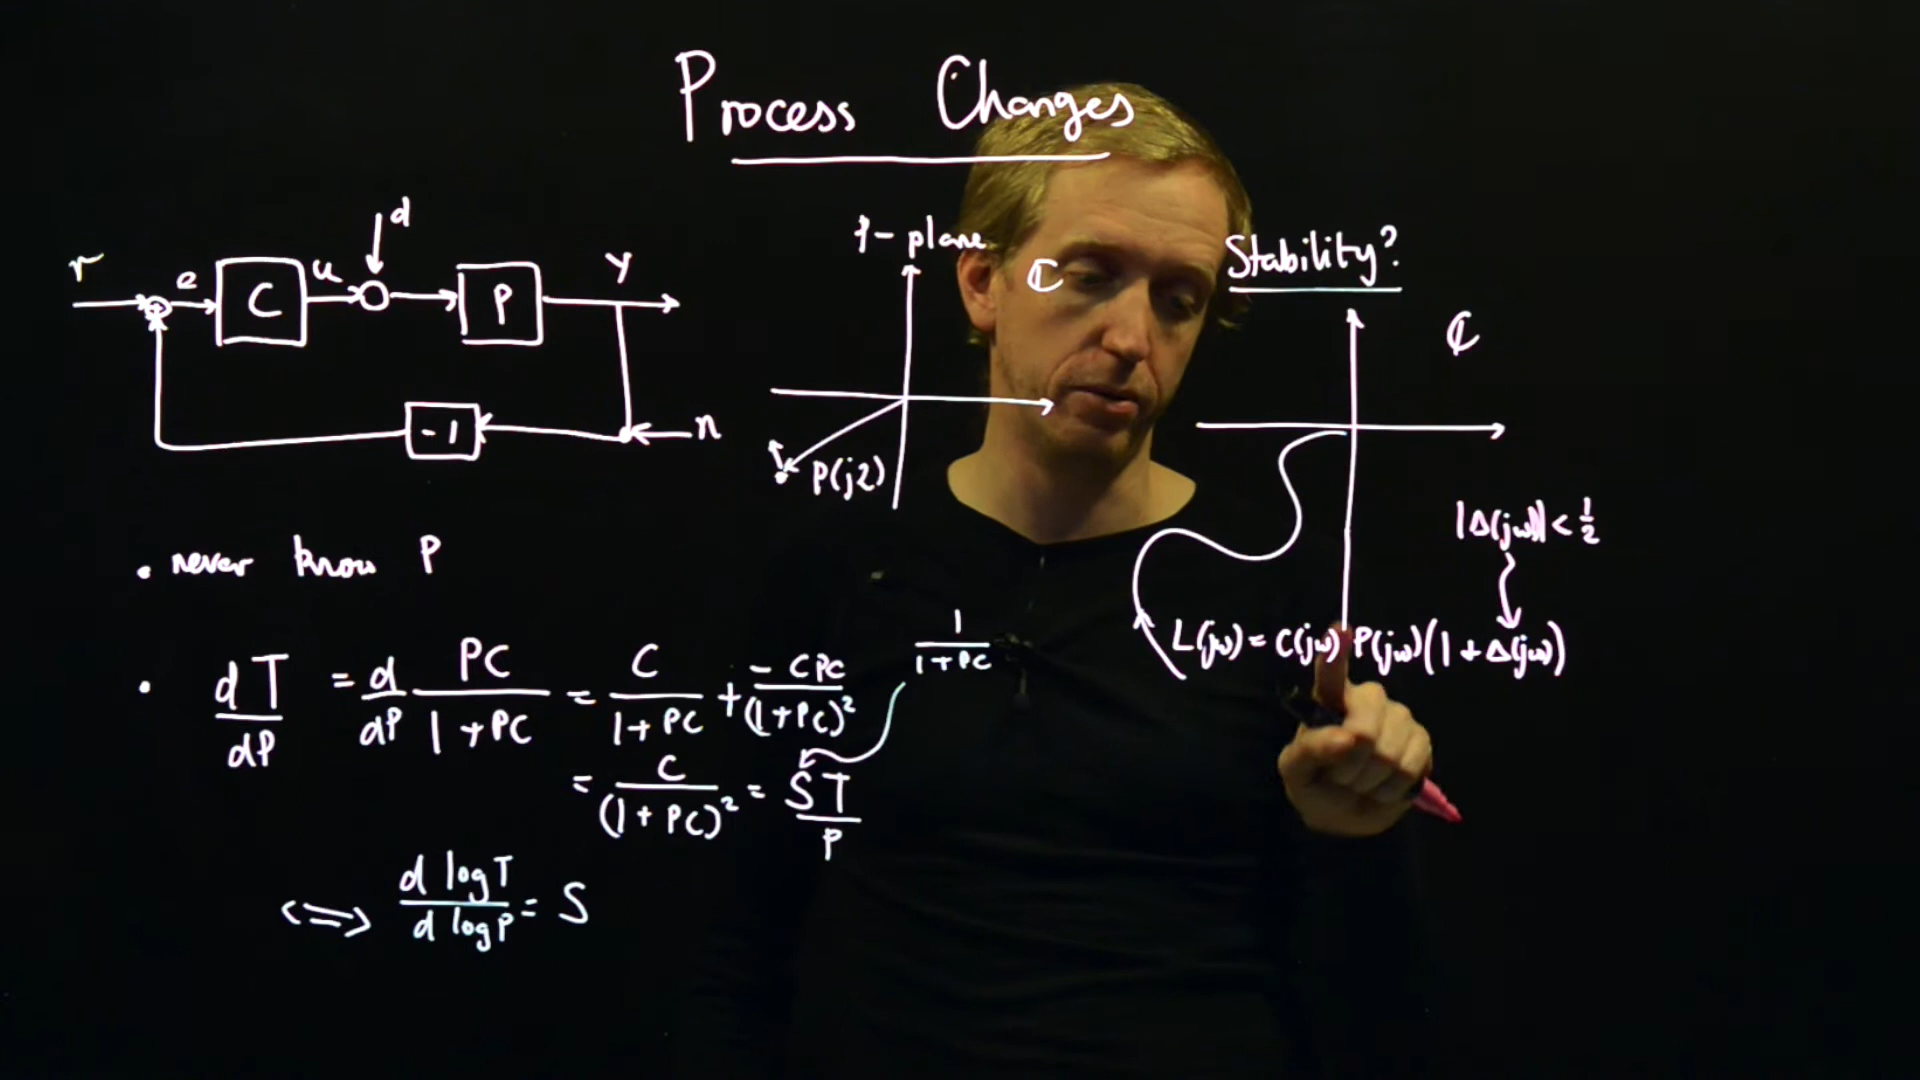 Process Changes
r
e
C
u
d
P
y
-1
n
P-plane
ℂ
P(j2)
Stability?
ℂ
|Δ(jω)| < 1/2
L(jω) = C(jω) P(jω)(1 + Δ(jω))
• never know P
• dT/dP = d/dP PC/(1+PC) = C/(1+PC) + -CPC/(1+PC)²
1/(1+PC)
= C/(1+PC)² = ST/P
<=> d log T/d log P = S